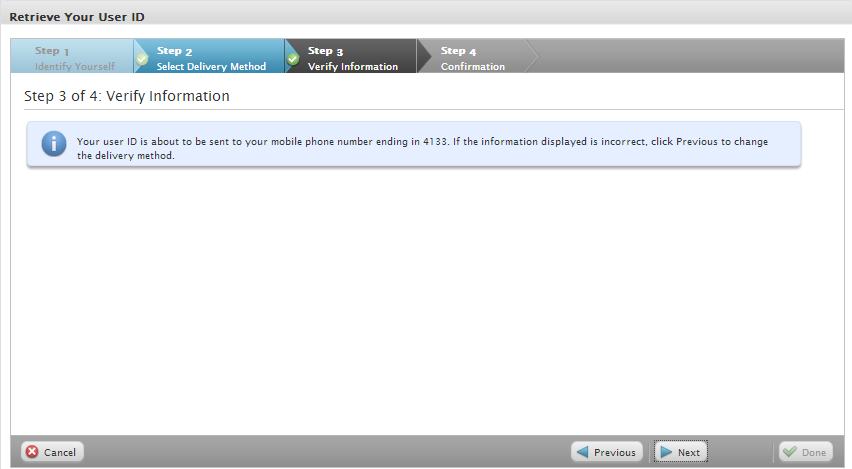 Retrieve Your User ID
Step 1
Identify Yourself
Step 2
Select Delivery Method
Step 3
Verify Information
Step 4
Confirmation
Step 3 of 4: Verify Information
Your user ID is about to be sent to your mobile phone number ending in 4133. If the information displayed is incorrect, click Previous to change
the delivery method.
Cancel
Previous
Next
Done